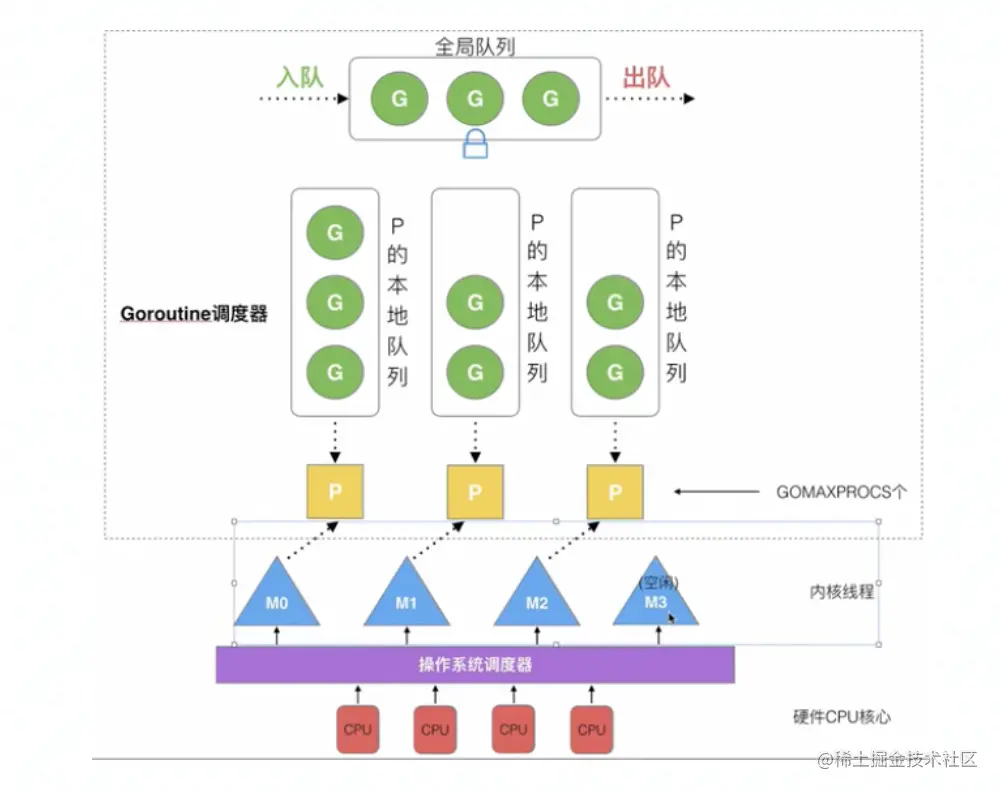 全局队列
入队
出队
G
G
G
G
P的本地队列
P的本地队列
P的本地队列
G
G
G
Goroutine调度器
G
G
G
P
P
P
GOMAXPROCS个
(空闲)
M0
M1
M2
M3
内核线程
操作系统调度器
CPU
CPU
CPU
CPU
硬件CPU核心
@稀土掘金技术社区